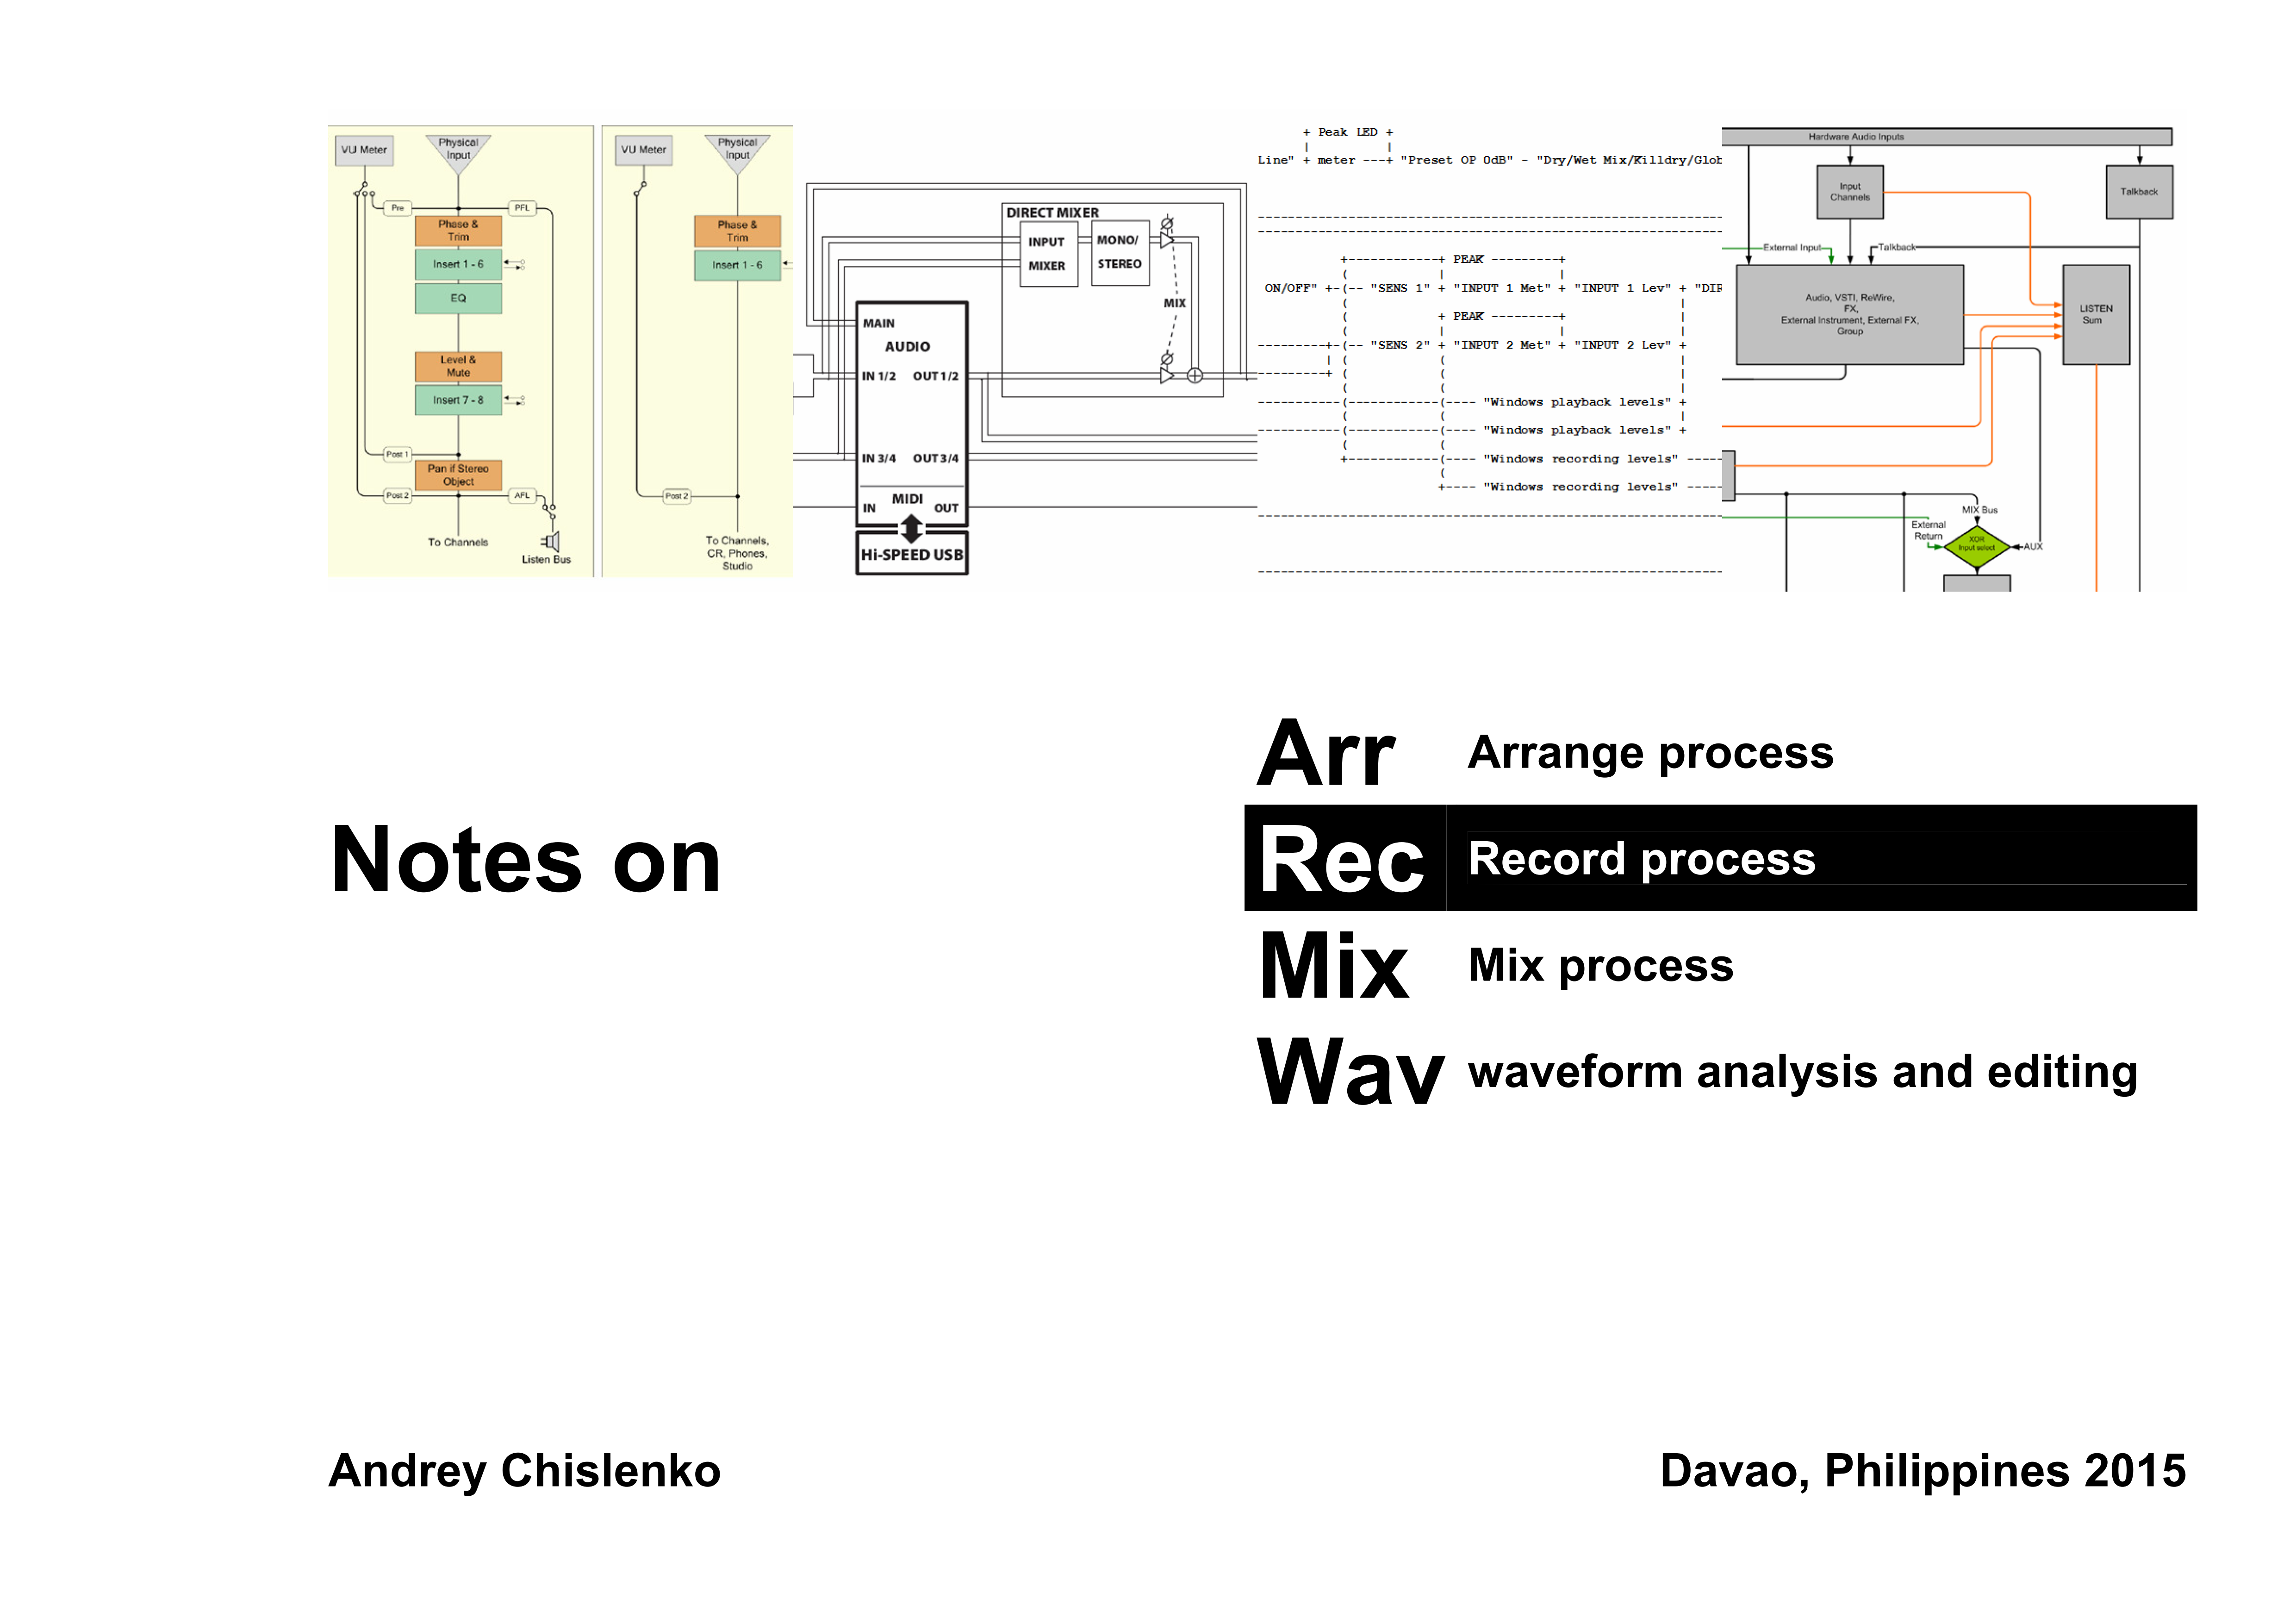 VU Meter
Physical
Input
Pre
PFL
Phase &
Trim
Insert 1 - 6
EQ
Level &
Mute
Insert 7 - 8
Post 1
Pan if Stereo
Object
Post 2
AFL
To Channels
Listen Bus
VU Meter
Physical
Input
Phase &
Trim
Insert 1 - 6
Post 2
To Channels,
CR, Phones,
Studio
DIRECT MIXER
INPUT
MIXER
MONO/
STEREO
MIX
MAIN
AUDIO
IN 1/2 OUT 1/2
IN 3/4 OUT 3/4
MIDI
IN OUT
Hi-SPEED USB
+ Peak LED +
| |
Line" + meter ---+ "Preset OP 0dB" - "Dry/Wet Mix/Killdry/Glob
+------------+ PEAK ---------+
ON/OFF" +-(-- "SENS 1" + "INPUT 1 Met" + "INPUT 1 Lev" + "DIR
+ PEAK ---------+
---------+-(-- "SENS 2" + "INPUT 2 Met" + "INPUT 2 Lev" +
------------(------------(---- "Windows playback levels" +
------------(------------(---- "Windows playback levels" +
+------------(---- "Windows recording levels" -----
+---- "Windows recording levels" -----
Hardware Audio Inputs
Input
Channels
Talkback
External Input
Talkback
Audio, VSTI, ReWire,
FX,
External Instrument, External FX,
Group
LISTEN
Sum
MIX Bus
External
Return
XOR
Input select
AUX
Arr Arrange process
Notes on
Rec Record process
Mix Mix process
Wav waveform analysis and editing
Andrey Chislenko
Davao, Philippines 2015